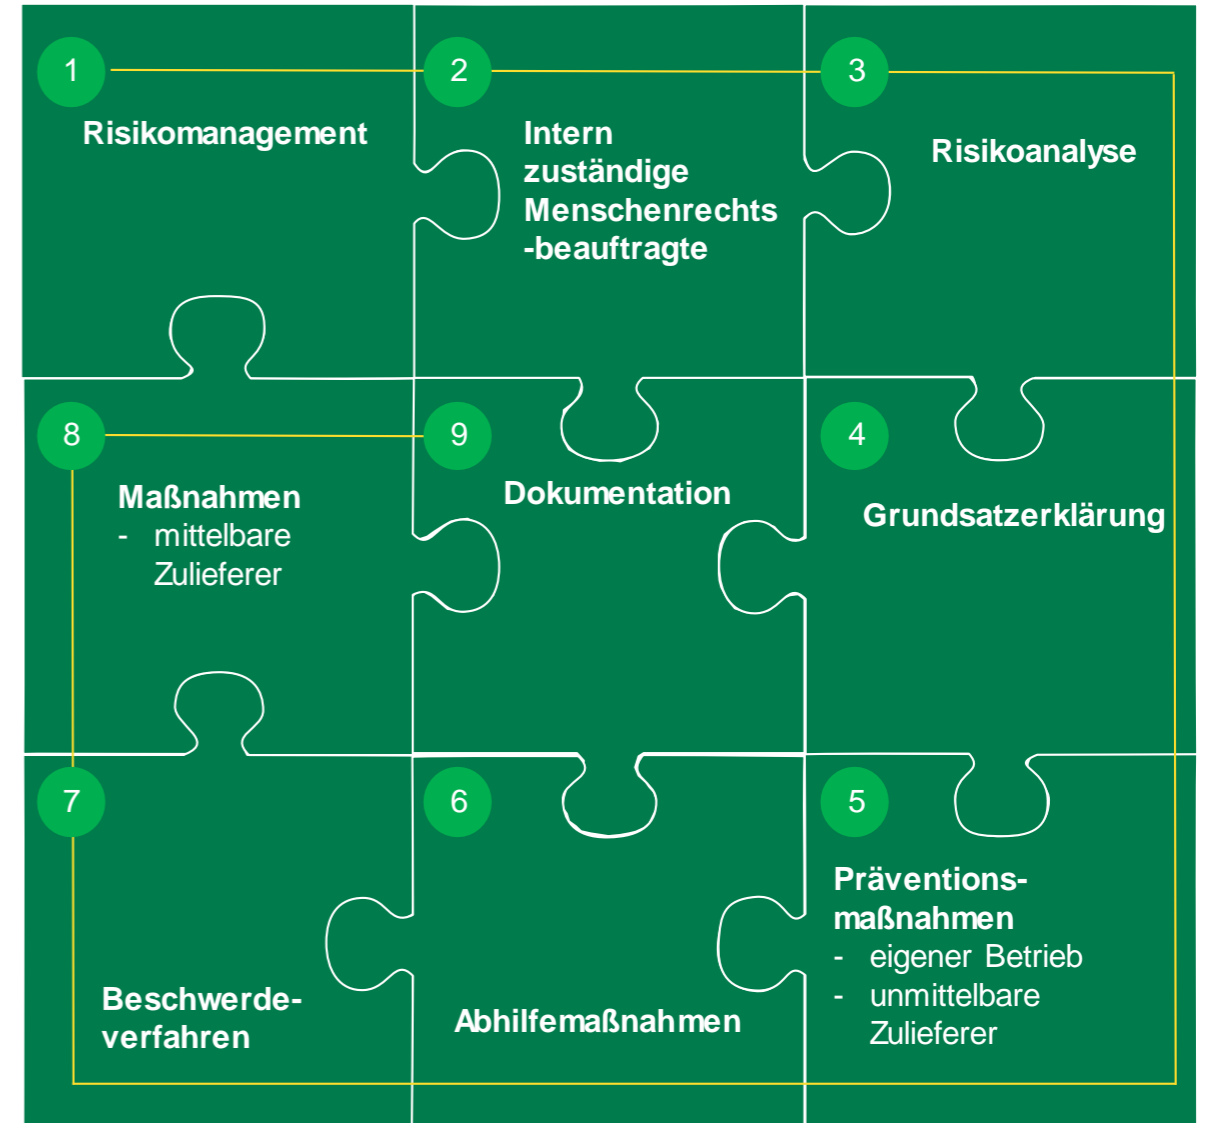 1
Risikomanagement
2
Intern
zuständige
Menschenrechts
-beauftragte
3
Risikoanalyse
8
Maßnahmen
- mittelbare
Zulieferer
9
Dokumentation
4
Grundsatzerklärung
7
Beschwerde-
verfahren
6
Abhilfemaßnahmen
5
Präventions-
maßnahmen
- eigener Betrieb
- unmittelbare
Zulieferer